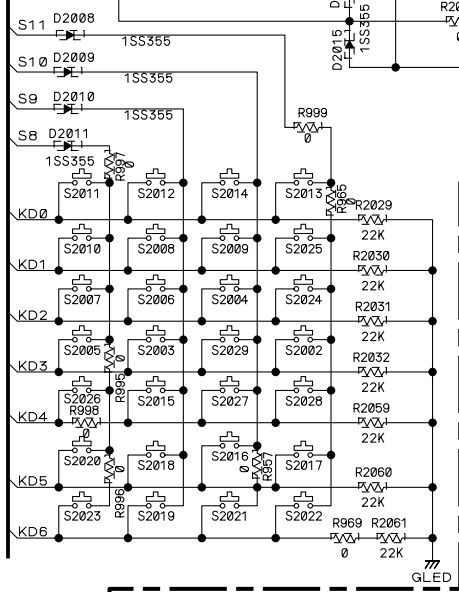 S11 D2008 1SS355
S10 D2009 1SS355
S9 D2010 1SS355
S8 D2011 1SS355
D2015 1SS355
R999 0
R997 0
S2011 S2012 S2014 S2013
R965 0
KD0 R2029 22K
S2010 S2008 S2009 S2025
KD1 R2030 22K
S2007 S2006 S2004 S2024
KD2 R2031 22K
S2005 S2003 S2029 S2002
R995 0
KD3 R2032 22K
S2026 S2015 S2027 S2028
R998 0
KD4 R2059 22K
S2020 S2018 S2016 S2017
R996 0
R957 0
KD5 R2060 22K
S2023 S2019 S2021 S2022
KD6 R969 0 R2061 22K
GLED